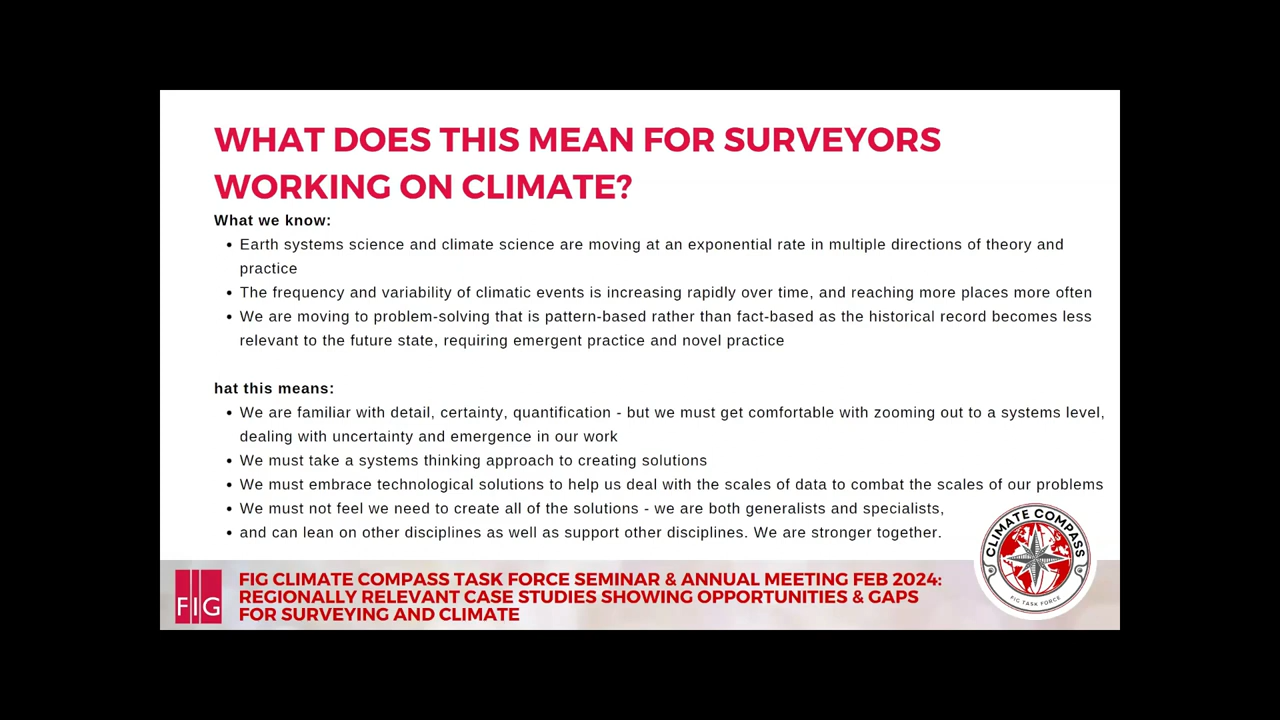 WHAT DOES THIS MEAN FOR SURVEYORS
WORKING ON CLIMATE?
What we know:
• Earth systems science and climate science are moving at an exponential rate in multiple directions of theory and
practice
• The frequency and variability of climatic events is increasing rapidly over time, and reaching more places more often
• We are moving to problem-solving that is pattern-based rather than fact-based as the historical record becomes less
relevant to the future state, requiring emergent practice and novel practice
hat this means:
• We are familiar with detail, certainty, quantification - but we must get comfortable with zooming out to a systems level,
dealing with uncertainty and emergence in our work
• We must take a systems thinking approach to creating solutions
• We must embrace technological solutions to help us deal with the scales of data to combat the scales of our problems
• We must not feel we need to create all of the solutions - we are both generalists and specialists,
• and can lean on other disciplines as well as support other disciplines. We are stronger together.
CLIMATE COMPASS
FIG TASK FORCE
FIG
FIG CLIMATE COMPASS TASK FORCE SEMINAR & ANNUAL MEETING FEB 2024:
REGIONALLY RELEVANT CASE STUDIES SHOWING OPPORTUNITIES & GAPS
FOR SURVEYING AND CLIMATE